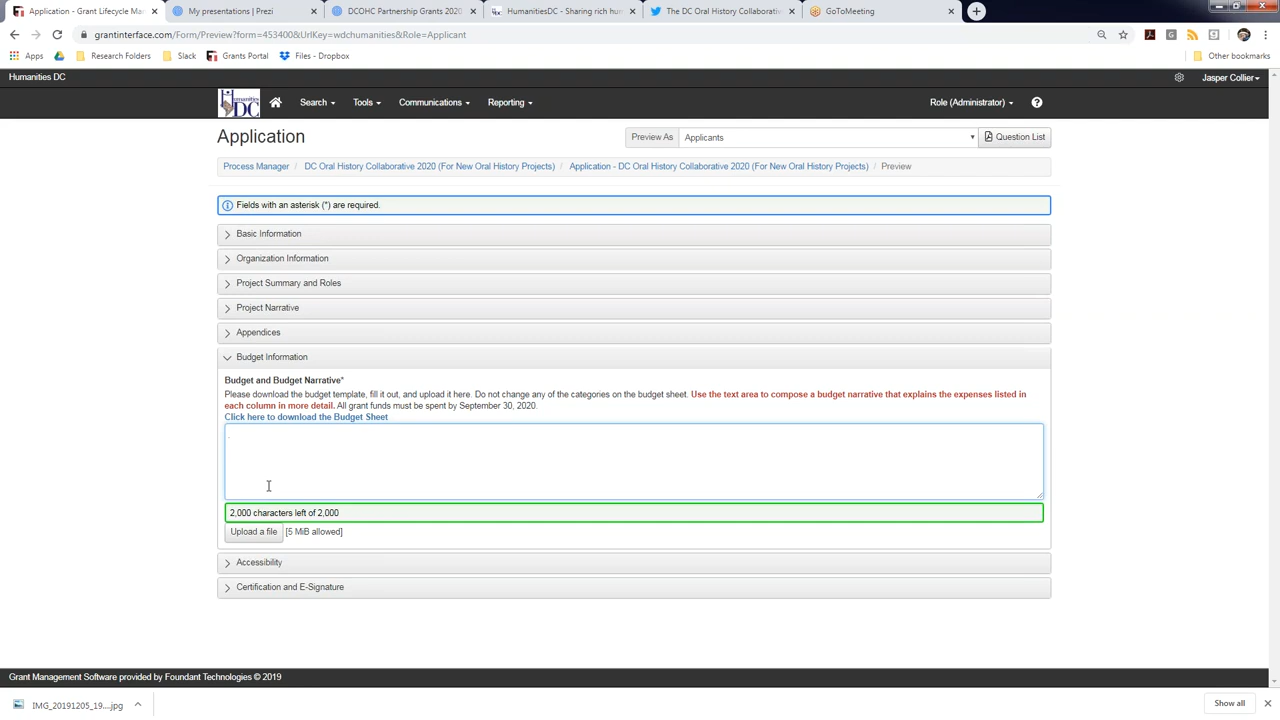 Application - Grant Lifecycle Ma
My presentations | Prezi
DCOHC Partnership Grants 2020
HumanitiesDC - Sharing rich hum
The DC Oral History Collaborativ
GoToMeeting
grantinterface.com/Form/Preview?form=453400&UrlKey=wdchumanities&Role=Applicant
Apps
Research Folders
Slack
Grants Portal
Files - Dropbox
Other bookmarks
Humanities DC
Jasper Collier
Humanities DC
Search
Tools
Communications
Reporting
Role (Administrator)
Application
Preview As
Applicants
Question List
Process Manager / DC Oral History Collaborative 2020 (For New Oral History Projects) / Application - DC Oral History Collaborative 2020 (For New Oral History Projects) / Preview
Fields with an asterisk (*) are required.
Basic Information
Organization Information
Project Summary and Roles
Project Narrative
Appendices
Budget Information
Budget and Budget Narrative*
Please download the budget template, fill it out, and upload it here. Do not change any of the categories on the budget sheet. Use the text area to compose a budget narrative that explains the expenses listed in
each column in more detail. All grant funds must be spent by September 30, 2020.
Click here to download the Budget Sheet
2,000 characters left of 2,000
Upload a file [5 MiB allowed]
Accessibility
Certification and E-Signature
Grant Management Software provided by Foundant Technologies © 2019
IMG_20191205_19....jpg
Show all